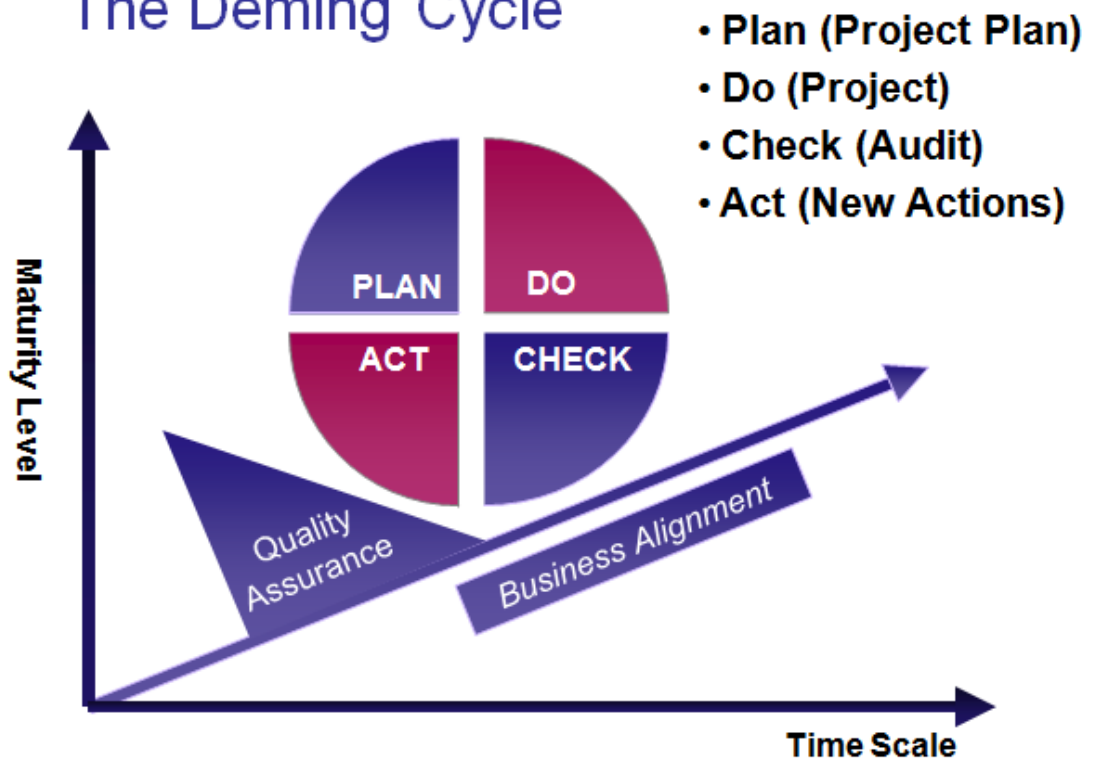 The Deming Cycle
• Plan (Project Plan)
• Do (Project)
• Check (Audit)
• Act (New Actions)
Maturity Level
PLAN
DO
ACT
CHECK
Quality
Assurance
Business Alignment
Time Scale